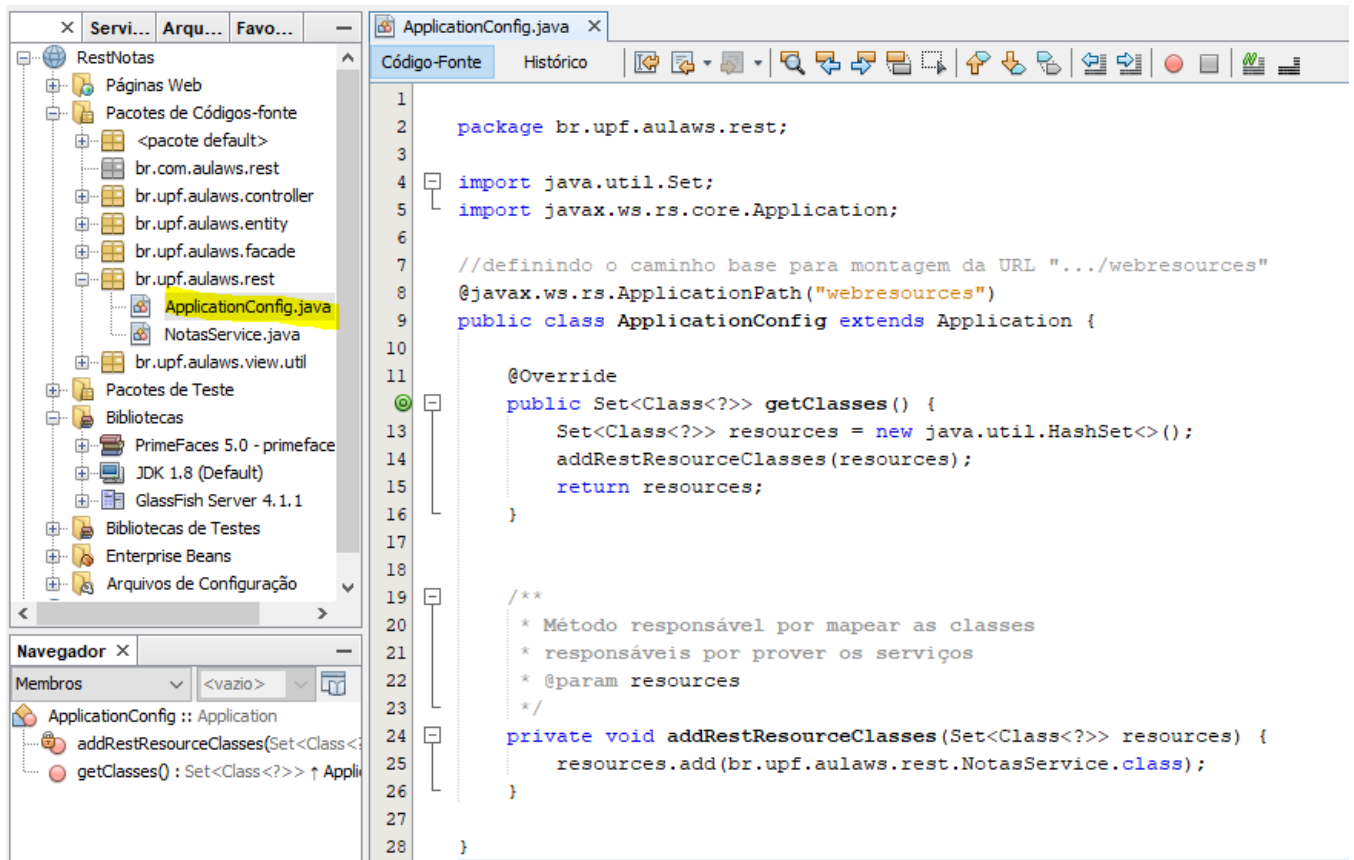 Servi... Arqu... Favo...
RestNotas
Páginas Web
Pacotes de Códigos-fonte
<pacote default>
br.com.aulaws.rest
br.upf.aulaws.controller
br.upf.aulaws.entity
br.upf.aulaws.facade
br.upf.aulaws.rest
ApplicationConfig.java
NotasService.java
br.upf.aulaws.view.util
Pacotes de Teste
Bibliotecas
PrimeFaces 5.0 - primeface
JDK 1.8 (Default)
GlassFish Server 4.1.1
Bibliotecas de Testes
Enterprise Beans
Arquivos de Configuração
Navegador
Membros <vazio>
ApplicationConfig :: Application
addRestResourceClasses(Set<Class<?
getClasses() : Set<Class<?>> ↑ Appli
ApplicationConfig.java
Código-Fonte Histórico
1
2 package br.upf.aulaws.rest;
3
4 import java.util.Set;
5 import javax.ws.rs.core.Application;
6
7 //definindo o caminho base para montagem da URL ".../webresources"
8 @javax.ws.rs.ApplicationPath("webresources")
9 public class ApplicationConfig extends Application {
10
11 @Override
public Set<Class<?>> getClasses() {
13 Set<Class<?>> resources = new java.util.HashSet<>();
14 addRestResourceClasses(resources);
15 return resources;
16 }
17
18
19 /**
20 * Método responsável por mapear as classes
21 * responsáveis por prover os serviços
22 * @param resources
23 */
24 private void addRestResourceClasses(Set<Class<?>> resources) {
25 resources.add(br.upf.aulaws.rest.NotasService.class);
26 }
27
28 }